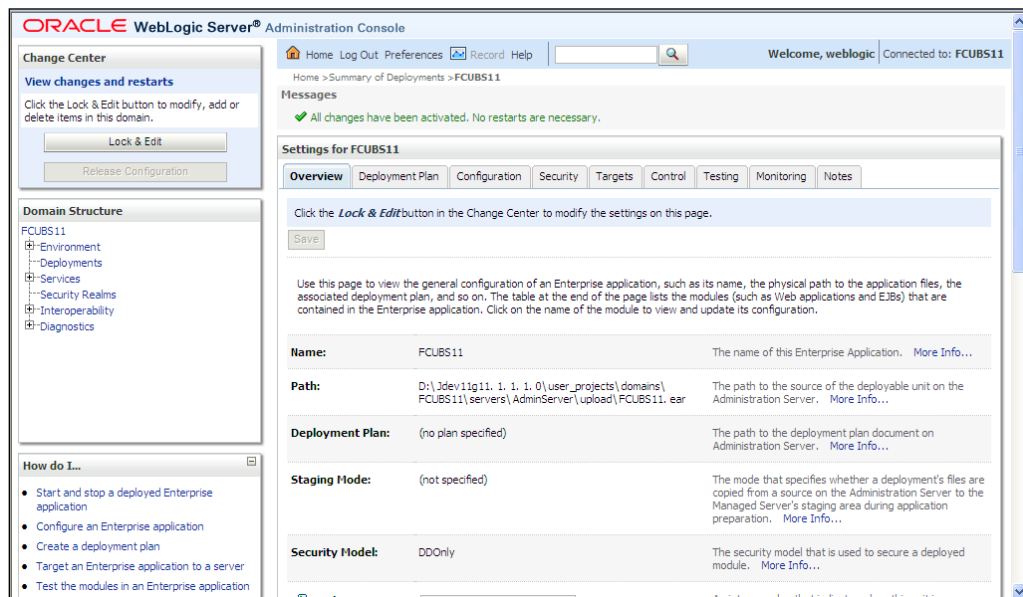 ORACLE WebLogic Server® Administration Console
Change Center
View changes and restarts
Click the Lock & Edit button to modify, add or
delete items in this domain.
Lock & Edit
Release Configuration
Domain Structure
FCUBS11
Environment
Deployments
Services
Security Realms
Interoperability
Diagnostics
How do I...
Start and stop a deployed Enterprise
application
Configure an Enterprise application
Create a deployment plan
Target an Enterprise application to a server
Test the modules in an Enterprise application
Home Log Out Preferences Record Help
Welcome, weblogic Connected to: FCUBS11
Home >Summary of Deployments >FCUBS11
Messages
All changes have been activated. No restarts are necessary.
Settings for FCUBS11
Overview Deployment Plan Configuration Security Targets Control Testing Monitoring Notes
Click the Lock & Edit button in the Change Center to modify the settings on this page.
Save
Use this page to view the general configuration of an Enterprise application, such as its name, the physical path to the application files, the
associated deployment plan, and so on. The table at the end of the page lists the modules (such as Web applications and EJBs) that are
contained in the Enterprise application. Click on the name of the module to view and update its configuration.
Name: FCUBS11 The name of this Enterprise Application. More Info...
Path: D:\Jdev11g11. 1. 1. 1. 0\user_projects\domains\ The path to the source of the deployable unit on the
FCUBS11\servers\AdminServer\upload\FCUBS11. ear Administration Server. More Info...
Deployment Plan: (no plan specified) The path to the deployment plan document on
Administration Server. More Info...
Staging Mode: (not specified) The mode that specifies whether a deployment's files are
copied from a source on the Administration Server to the
Managed Server's staging area during application
preparation. More Info...
Security Model: DDOnly The security model that is used to secure a deployed
module. More Info...